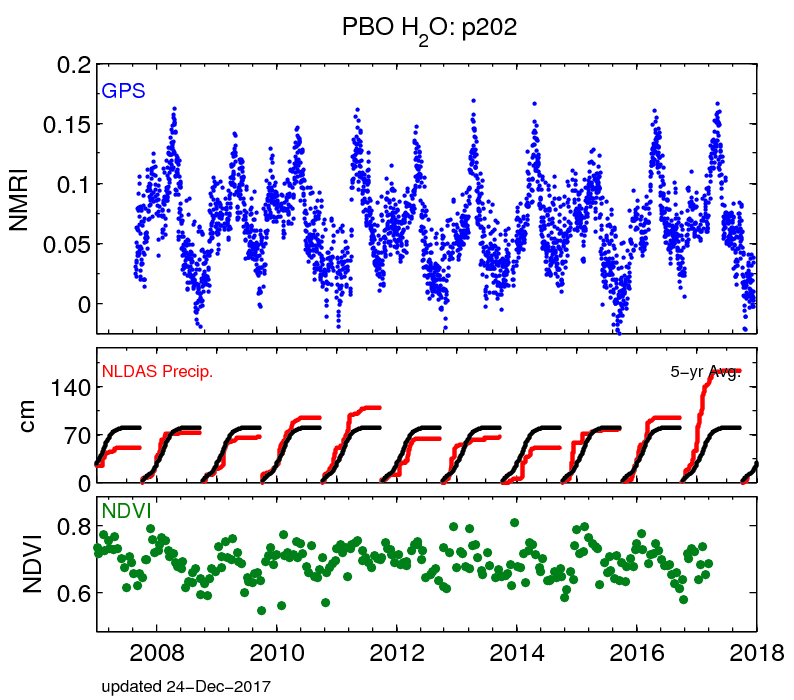 PBO H2O: p202
0.2
GPS
0.15
0.1
0.05
0
NMRI
NLDAS Precip.
5−yr Avg.
140
70
0
cm
NDVI
0.8
0.6
NDVI
2008 2010 2012 2014 2016 2018
updated 24−Dec−2017